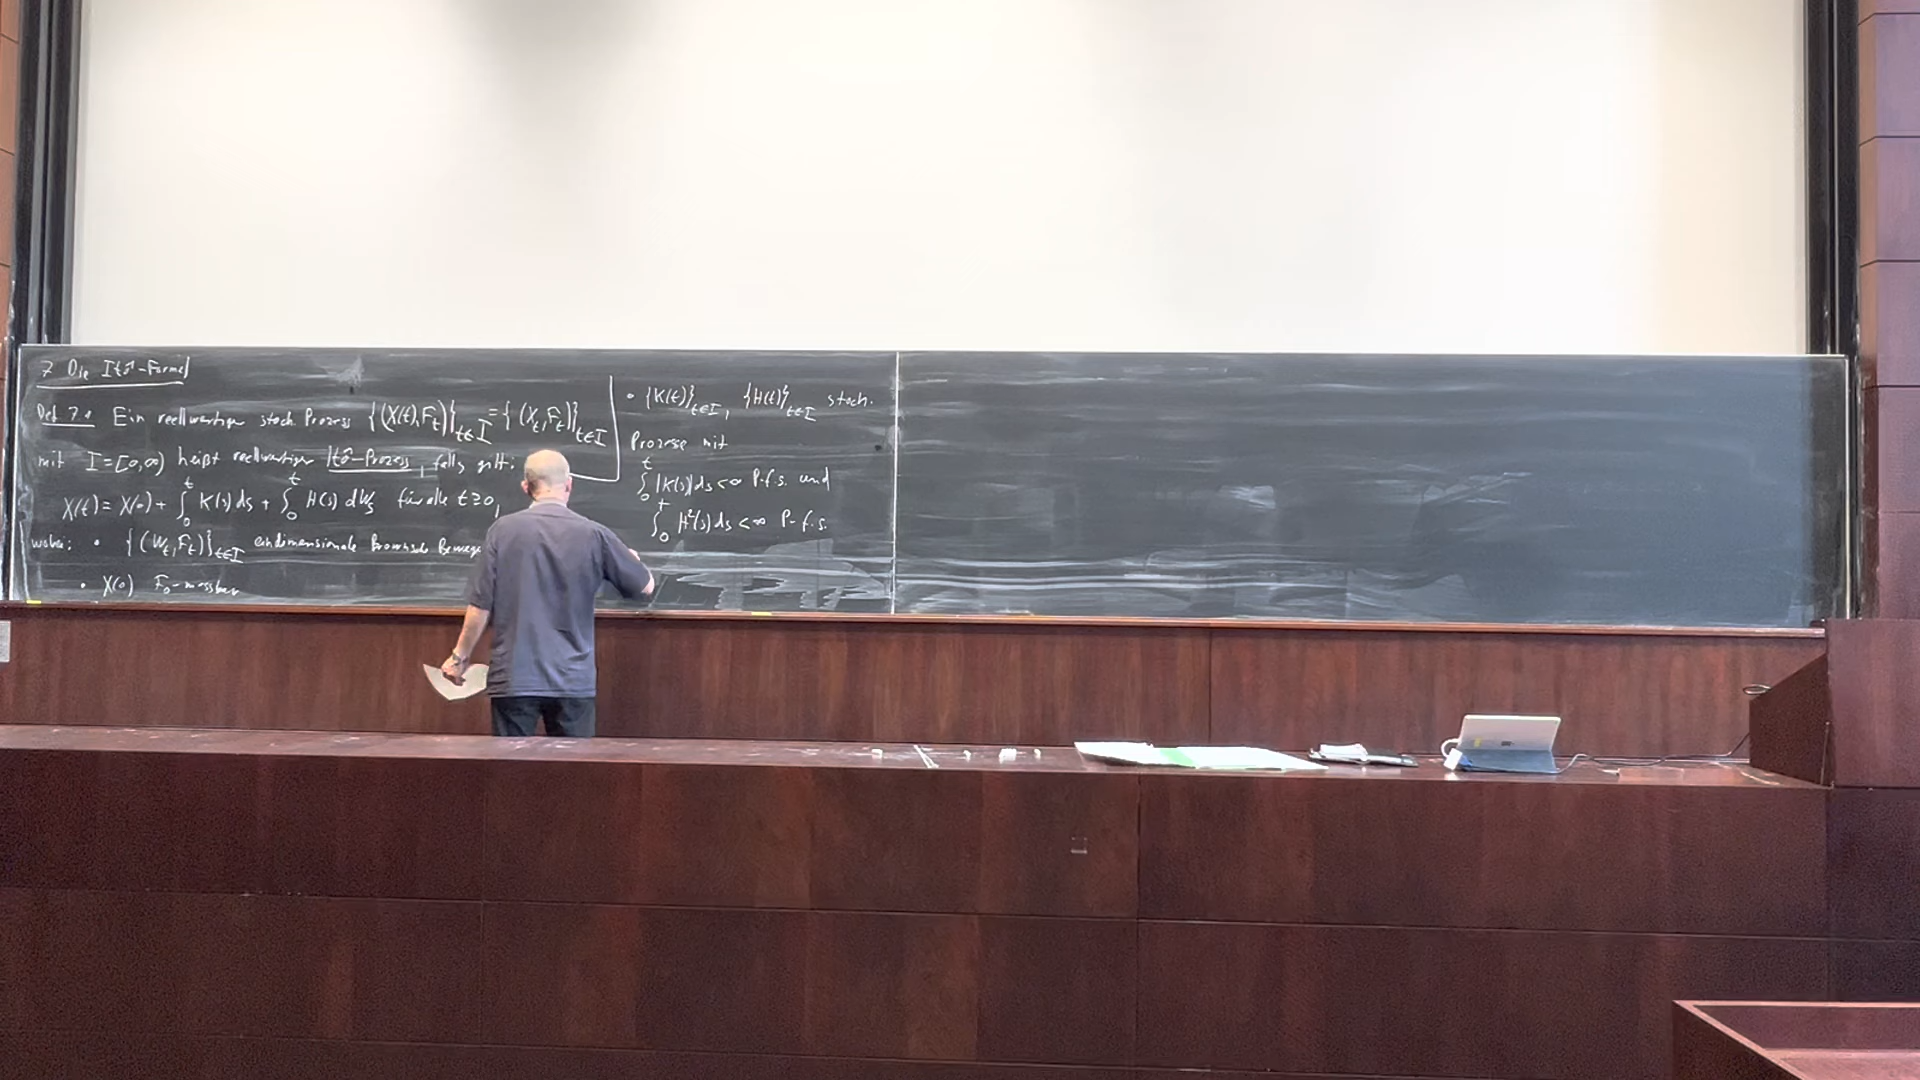 7 Die Itô-Formel
Def. 7.1 Ein reellwertiger stoch. Prozess {(X(t), F_t)}_{t∈I} = {(X_t, F_t)}_{t∈I}
mit I = [0,∞) heißt reellwertiger Itô-Prozess, falls gilt:
X(t) = X(0) + ∫_0^t K(s) ds + ∫_0^t H(s) dW_s für alle t ≥ 0,
wobei: • {(W_t, F_t)}_{t∈I} eindimensionale Brownsche Bewegu
• X(0) F_0-messbar
• {K(t)}_{t∈I}, {H(t)}_{t∈I} stoch.
Prozesse mit
∫_0^t |K(s)| ds < ∞ P-f.s. und
∫_0^t H²(s) ds < ∞ P-f.s.